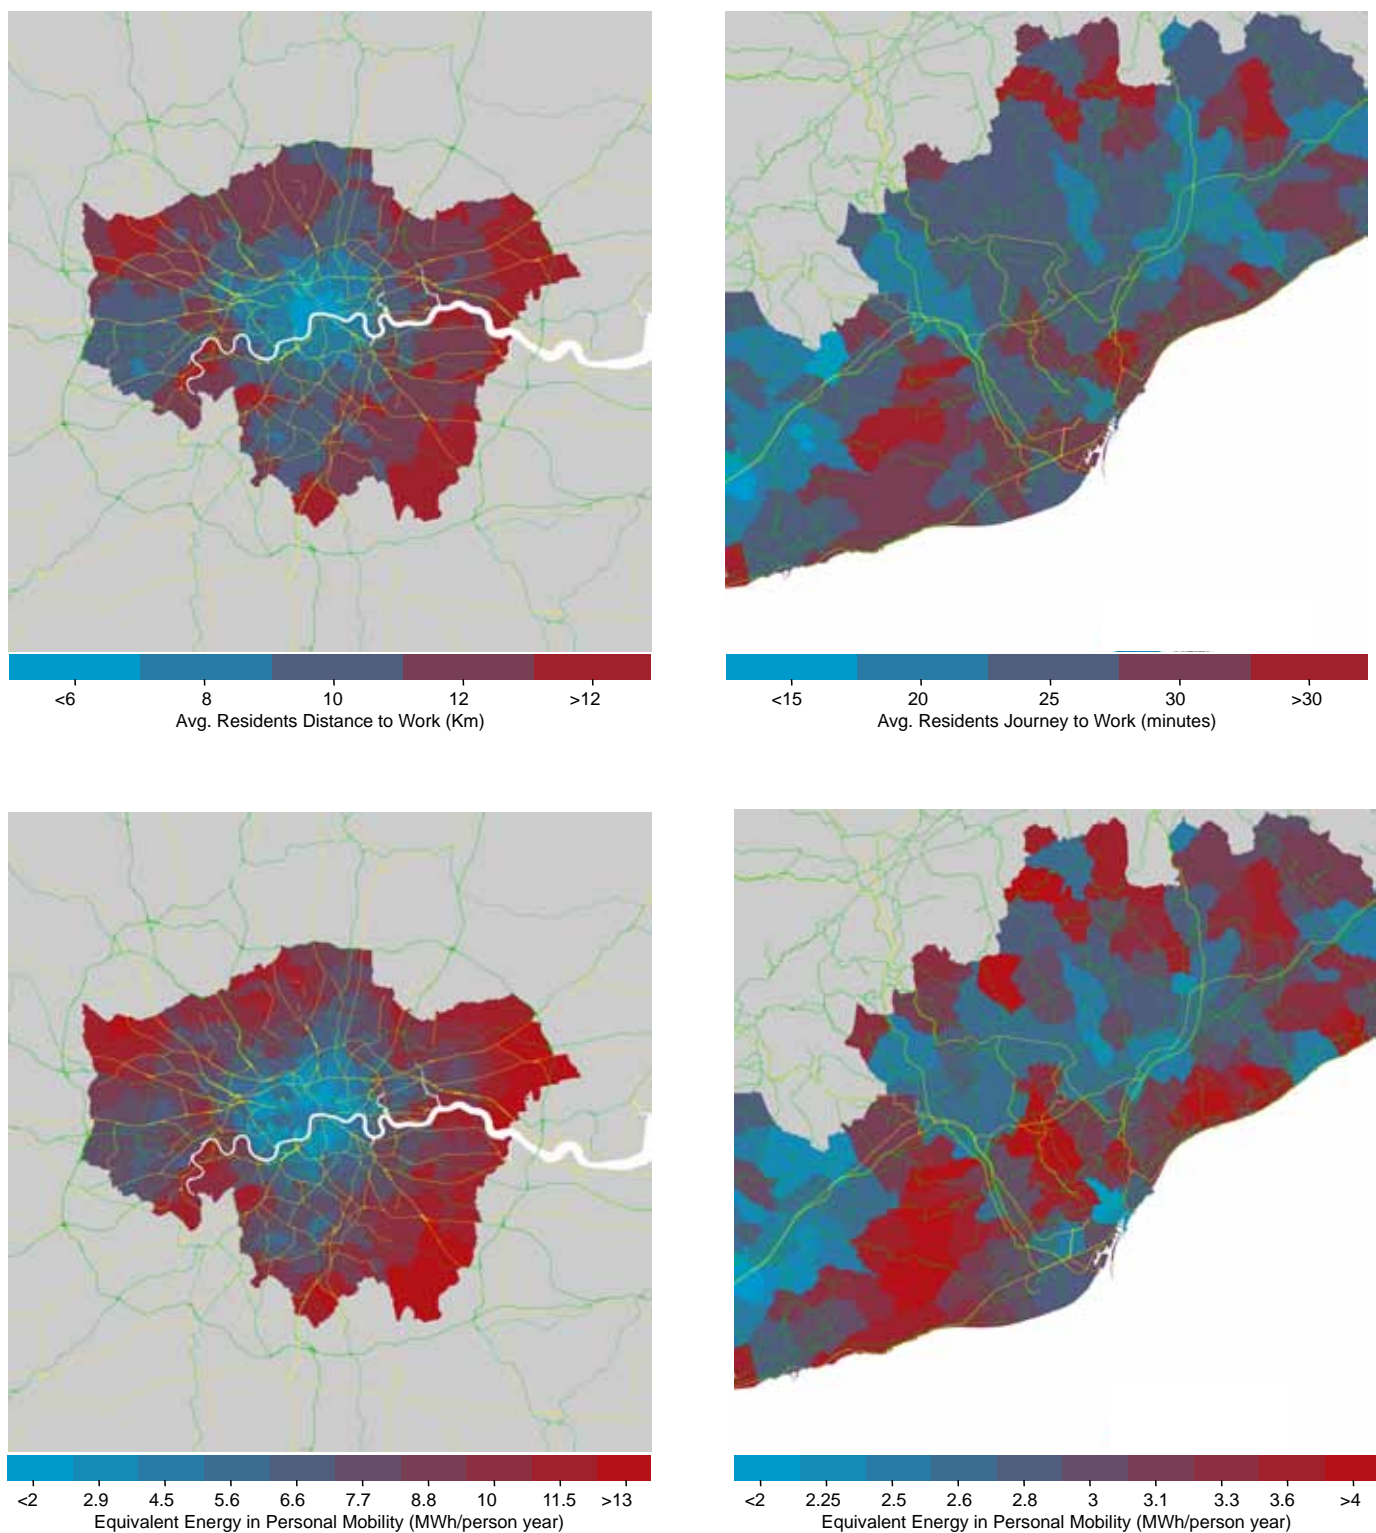 <6 8 10 12 >12
Avg. Residents Distance to Work (Km)
<15 20 25 30 >30
Avg. Residents Journey to Work (minutes)
<2 2.9 4.5 5.6 6.6 7.7 8.8 10 11.5 >13
Equivalent Energy in Personal Mobility (MWh/person year)
<2 2.25 2.5 2.6 2.8 3 3.1 3.3 3.6 >4
Equivalent Energy in Personal Mobility (MWh/person year)